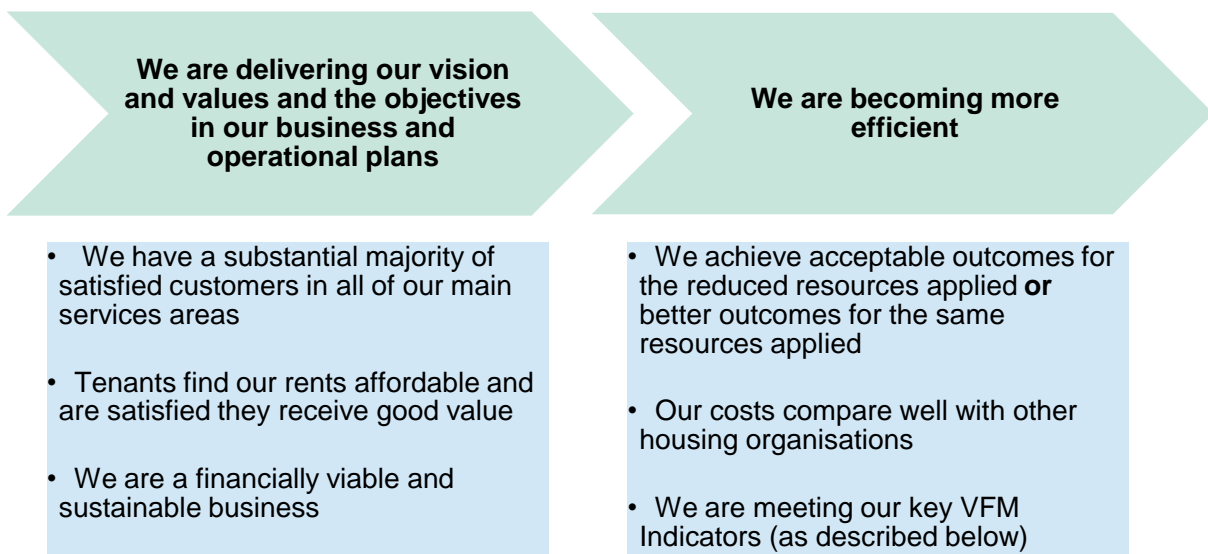 We are delivering our vision
and values and the objectives
in our business and
operational plans
• We have a substantial majority of
satisfied customers in all of our main
services areas
• Tenants find our rents affordable and
are satisfied they receive good value
• We are a financially viable and
sustainable business
We are becoming more
efficient
• We achieve acceptable outcomes for
the reduced resources applied or
better outcomes for the same
resources applied
• Our costs compare well with other
housing organisations
• We are meeting our key VFM
Indicators (as described below)